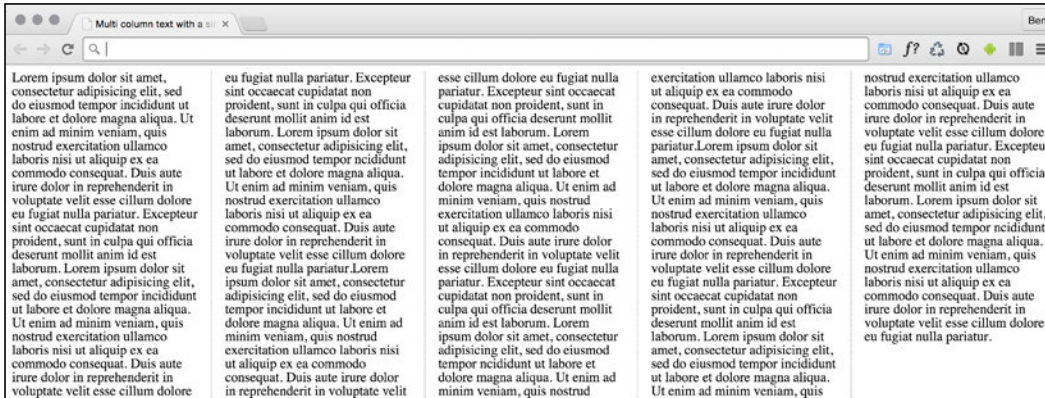 Multi column text with a si
Ben
f?
Lorem ipsum dolor sit amet,
consectetur adipisicing elit, sed
do eiusmod tempor incididunt ut
labore et dolore magna aliqua. Ut
enim ad minim veniam, quis
nostrud exercitation ullamco
laboris nisi ut aliquip ex ea
commodo consequat. Duis aute
irure dolor in reprehenderit in
voluptate velit esse cillum dolore
eu fugiat nulla pariatur. Excepteur
sint occaecat cupidatat non
proident, sunt in culpa qui officia
deserunt mollit anim id est
laborum. Lorem ipsum dolor sit
amet, consectetur adipisicing elit,
sed do eiusmod tempor incididunt
ut labore et dolore magna aliqua.
Ut enim ad minim veniam, quis
nostrud exercitation ullamco
laboris nisi ut aliquip ex ea
commodo consequat. Duis aute
irure dolor in reprehenderit in
voluptate velit esse cillum dolore
eu fugiat nulla pariatur. Excepteur
cupidatat non
proident, sunt in culpa qui officia
deserunt mollit anim id est
laborum. Lorem ipsum dolor sit
amet, consectetur adipisicing elit,
sed do eiusmod tempor ncididunt
ut labore et dolore magna aliqua.
Ut enim ad minim veniam, quis
nostrud exercitation ullamco
laboris nisi ut aliquip ex ea
commodo consequat. Duis aute
irure dolor in reprehenderit in
voluptate velit esse cillum dolore
eu fugiat nulla pariatur.Lorem
ipsum dolor sit amet, consectetur
adipisicing elit, sed do eiusmod
tempor incididunt ut labore et
dolore magna aliqua. Ut enim ad
minim veniam, quis nostrud
exercitation ullamco laboris nisi
ut aliquip ex ea commodo
consequat. Duis aute irure dolor
in reprehenderit in voluptate velit
esse cillum dolore eu fugiat nulla
pariatur. Excepteur sint occaecat
cupidatat non proident, sunt in
culpa qui officia deserunt mollit
anim id est laborum. Lorem
ipsum dolor sit amet, consectetur
adipisicing elit, sed do eiusmod
tempor incididunt ut labore et
dolore magna aliqua. Ut enim ad
minim veniam, quis nostrud
exercitation ullamco laboris nisi
ut aliquip ex ea commodo
consequat. Duis aute irure dolor
in reprehenderit in voluptate velit
esse cillum dolore eu fugiat nulla
pariatur. Excepteur sint occaecat
cupidatat non proident, sunt in
culpa qui officia deserunt mollit
anim id est laborum. Lorem
ipsum dolor sit amet, consectetur
adipisicing elit, sed do eiusmod
tempor ncididunt ut labore et
dolore magna aliqua. Ut enim ad
minim veniam, quis nostrud
exercitation ullamco laboris nisi
ut aliquip ex ea commodo
consequat. Duis aute irure dolor
in reprehenderit in voluptate velit
esse cillum dolore eu fugiat nulla
pariatur.Lorem ipsum dolor sit
amet, consectetur adipisicing elit,
sed do eiusmod tempor incididunt
ut labore et dolore magna aliqua.
Ut enim ad minim veniam, quis
nostrud exercitation ullamco
laboris nisi ut aliquip ex ea
commodo consequat. Duis aute
irure dolor in reprehenderit in
voluptate velit esse cillum dolore
eu fugiat nulla pariatur. Excepteur
sint occaecat cupidatat non
proident, sunt in culpa qui officia
deserunt mollit anim id est
laborum. Lorem ipsum dolor sit
amet, consectetur adipisicing elit,
sed do eiusmod tempor incididunt
ut labore et dolore magna aliqua.
Ut enim ad minim veniam, quis
nostrud exercitation ullamco
laboris nisi ut aliquip ex ea
commodo consequat. Duis aute
irure dolor in reprehenderit in
voluptate velit esse cillum dolore
eu fugiat nulla pariatur. Excepteur
sint occaecat cupidatat non
proident, sunt in culpa qui officia
deserunt mollit anim id est
laborum. Lorem ipsum dolor sit
amet, consectetur adipisicing elit,
sed do eiusmod tempor ncididunt
ut labore et dolore magna aliqua.
Ut enim ad minim veniam, quis
nostrud exercitation ullamco
laboris nisi ut aliquip ex ea
commodo consequat. Duis aute
irure dolor in reprehenderit in
voluptate velit esse cillum dolore
eu fugiat nulla pariatur.